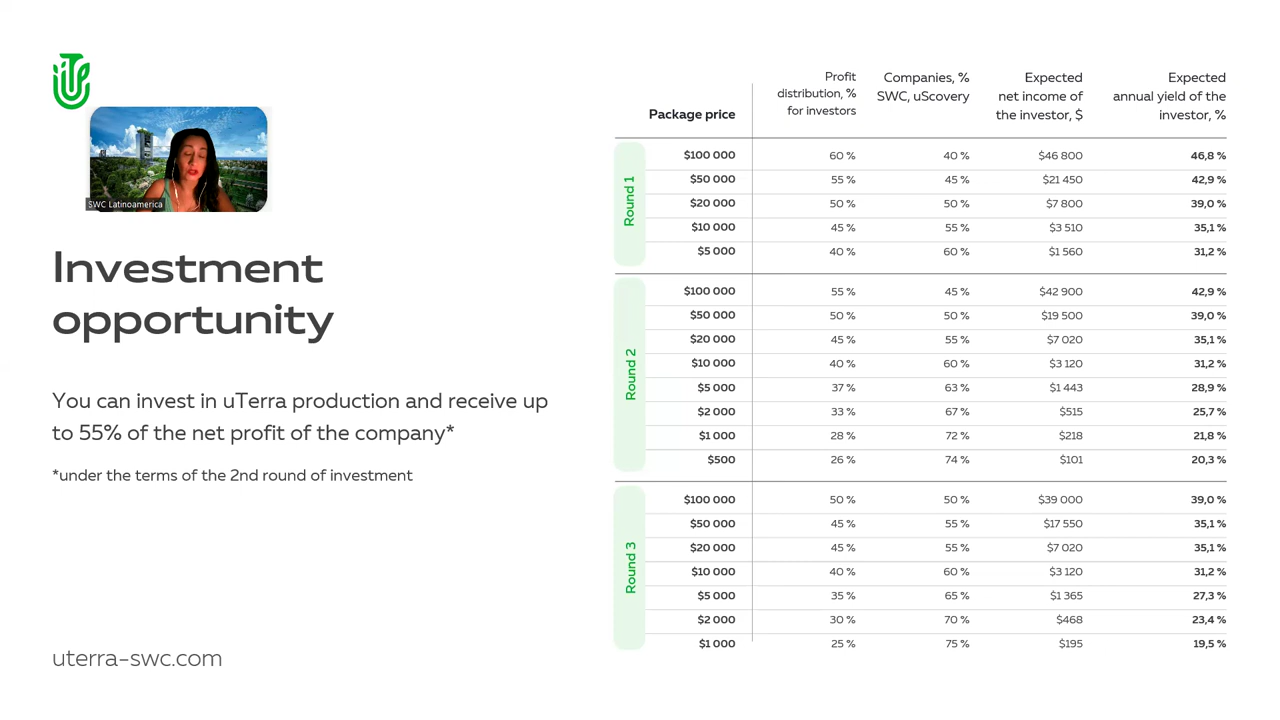 SWC Latinoamerica
Investment
opportunity
You can invest in uTerra production and receive up
to 55% of the net profit of the company*
*under the terms of the 2nd round of investment
uterra-swc.com
Package price
Profit
distribution, %
for investors
Companies, %
SWC, uScovery
Expected
net income of
the investor, $
Expected
annual yield of the
investor, %
Round 1
$100 000 60 % 40 % $46 800 46,8 %
$50 000 55 % 45 % $21 450 42,9 %
$20 000 50 % 50 % $7 800 39,0 %
$10 000 45 % 55 % $3 510 35,1 %
$5 000 40 % 60 % $1 560 31,2 %
Round 2
$100 000 55 % 45 % $42 900 42,9 %
$50 000 50 % 50 % $19 500 39,0 %
$20 000 45 % 55 % $7 020 35,1 %
$10 000 40 % 60 % $3 120 31,2 %
$5 000 37 % 63 % $1 443 28,9 %
$2 000 33 % 67 % $515 25,7 %
$1 000 28 % 72 % $218 21,8 %
$500 26 % 74 % $101 20,3 %
Round 3
$100 000 50 % 50 % $39 000 39,0 %
$50 000 45 % 55 % $17 550 35,1 %
$20 000 45 % 55 % $7 020 35,1 %
$10 000 40 % 60 % $3 120 31,2 %
$5 000 35 % 65 % $1 365 27,3 %
$2 000 30 % 70 % $468 23,4 %
$1 000 25 % 75 % $195 19,5 %